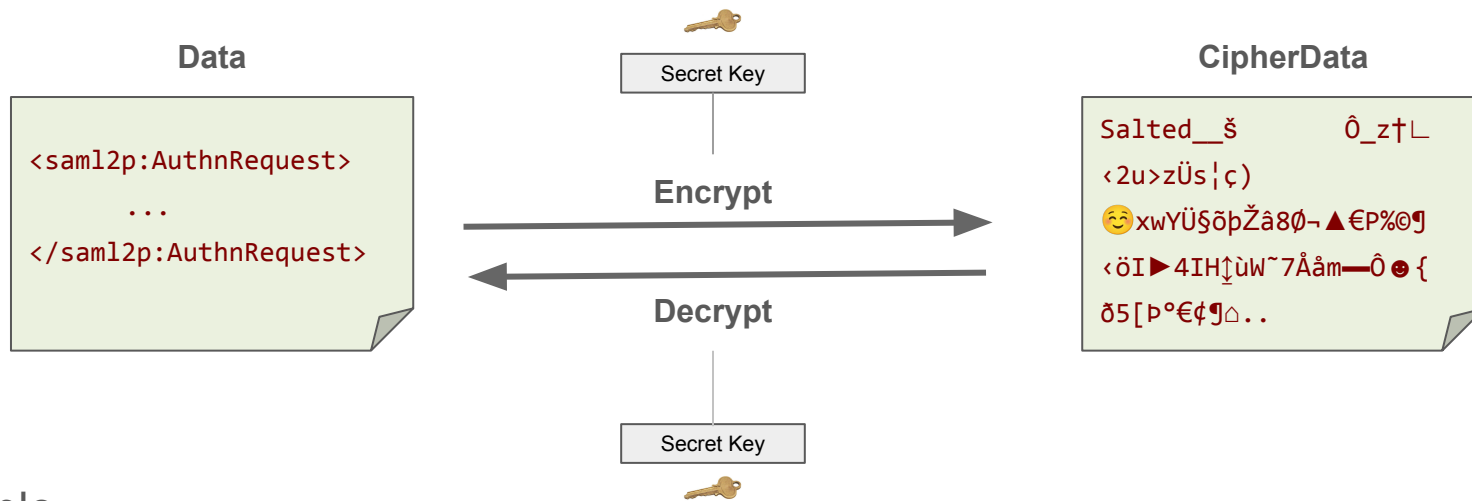 Data
<saml2p:AuthnRequest>
...
</saml2p:AuthnRequest>
Secret Key
Encrypt
Decrypt
Secret Key
CipherData
Salted__š Ô_z†∟
‹2u>zÜs¦ç)
☺️xwYÜ§õþŽâ8Ø¬▲€P%©¶
‹öI►4IH↨ùW˜7Ååm▬Ô☻{
ð5[Þ°€¢¶⌂..